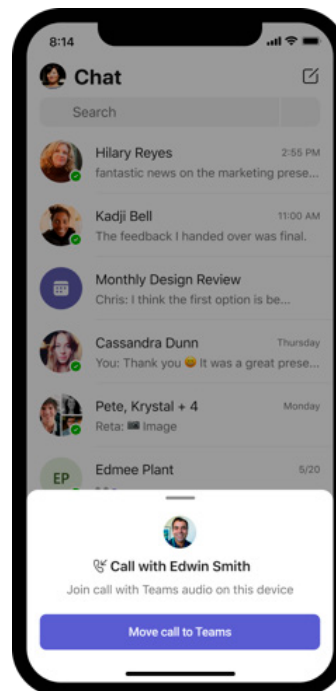 8:14
Chat
Search
Hilary Reyes 2:55 PM
fantastic news on the marketing prese...
Kadji Bell 11:00 AM
The feedback I handed over was final.
Monthly Design Review
Chris: I think the first option is be...
Cassandra Dunn Thursday
You: Thank you 😀 It was a great prese...
Pete, Krystal + 4 Monday
Reta: Image
EP Edmee Plant 5/20
Call with Edwin Smith
Join call with Teams audio on this device
Move call to Teams